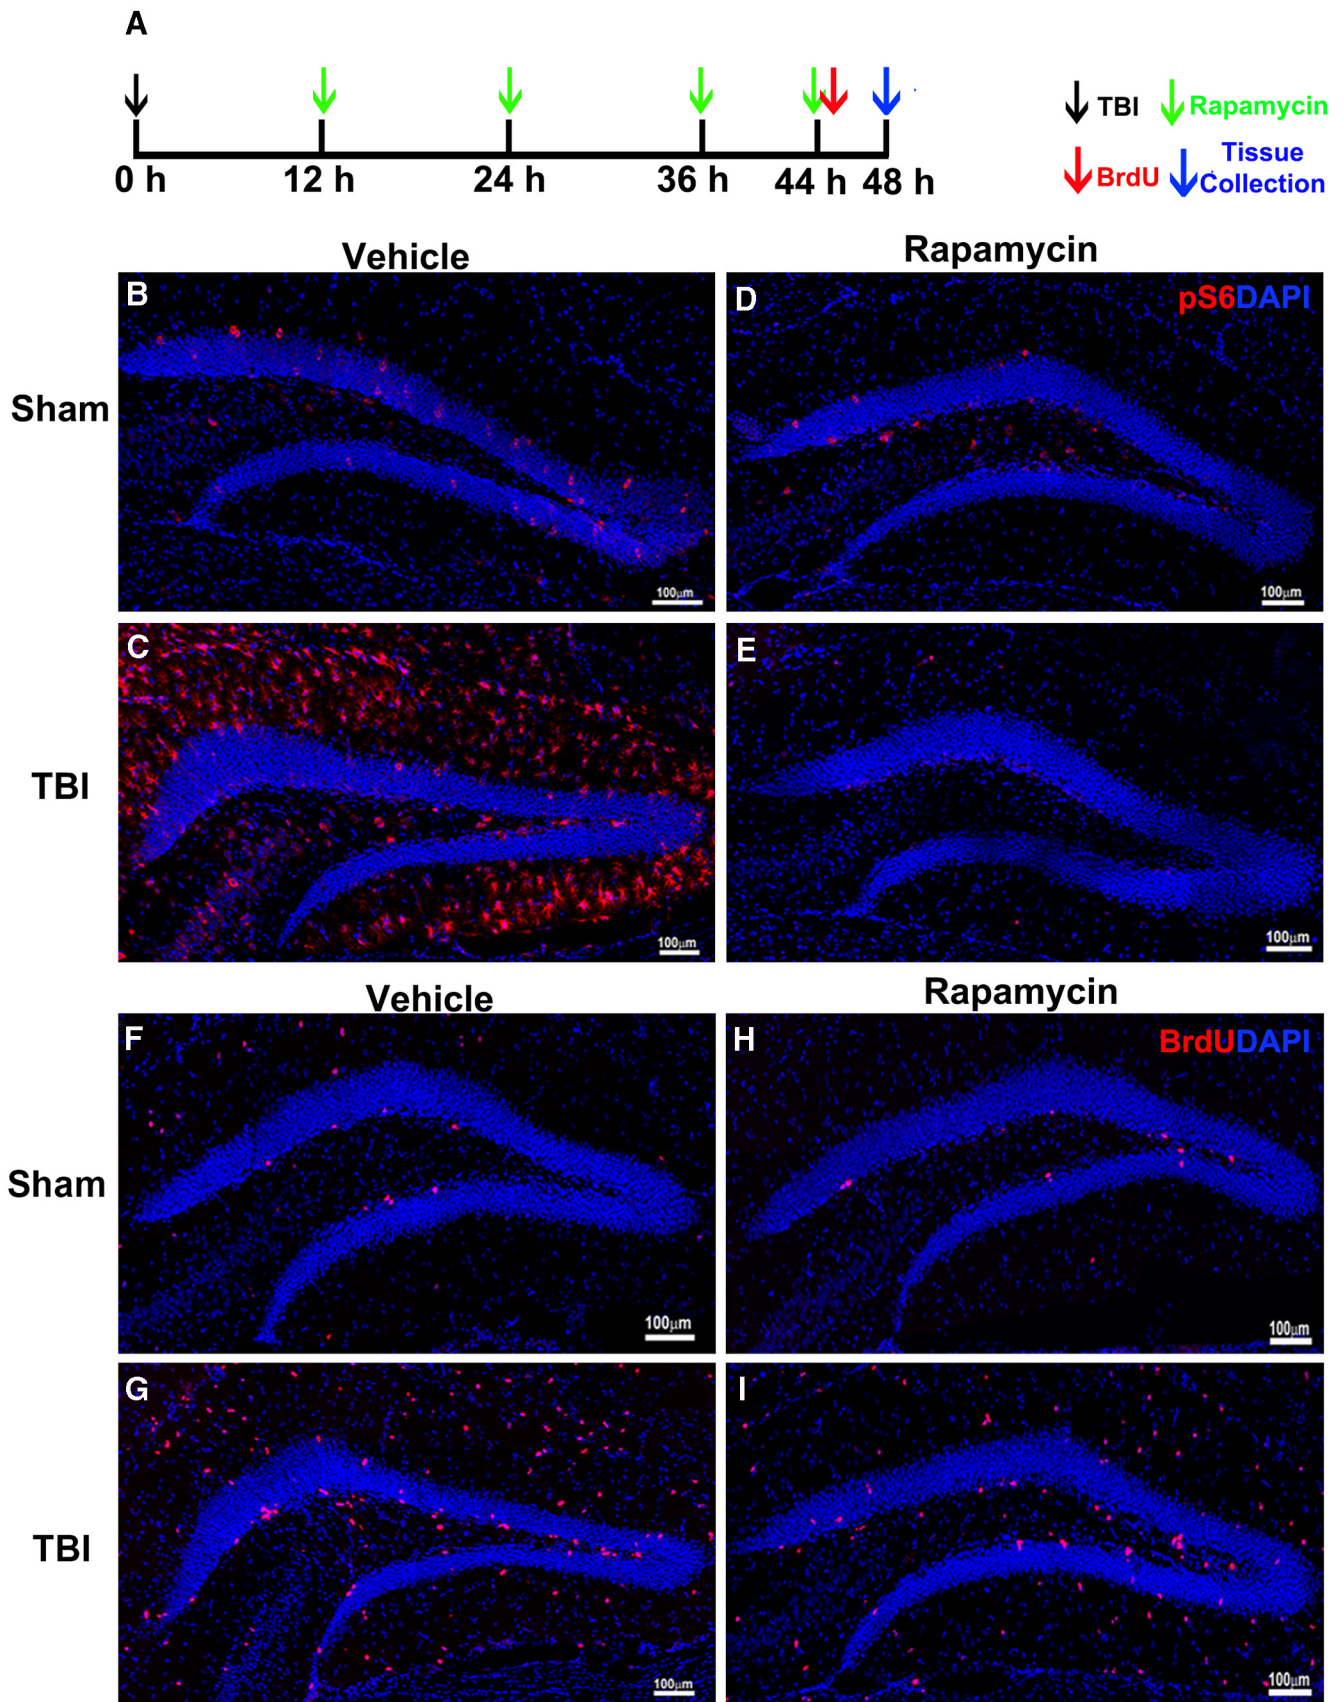 A
0 h 12 h 24 h 36 h 44 h 48 h
TBI Rapamycin
BrdU Tissue Collection
Vehicle Rapamycin
Sham
B 100μm
D pS6DAPI 100μm
TBI
C 100μm
E 100μm
Vehicle Rapamycin
Sham
F 100μm
H BrdUDAPI 100μm
TBI
G 100μm
I 100μm